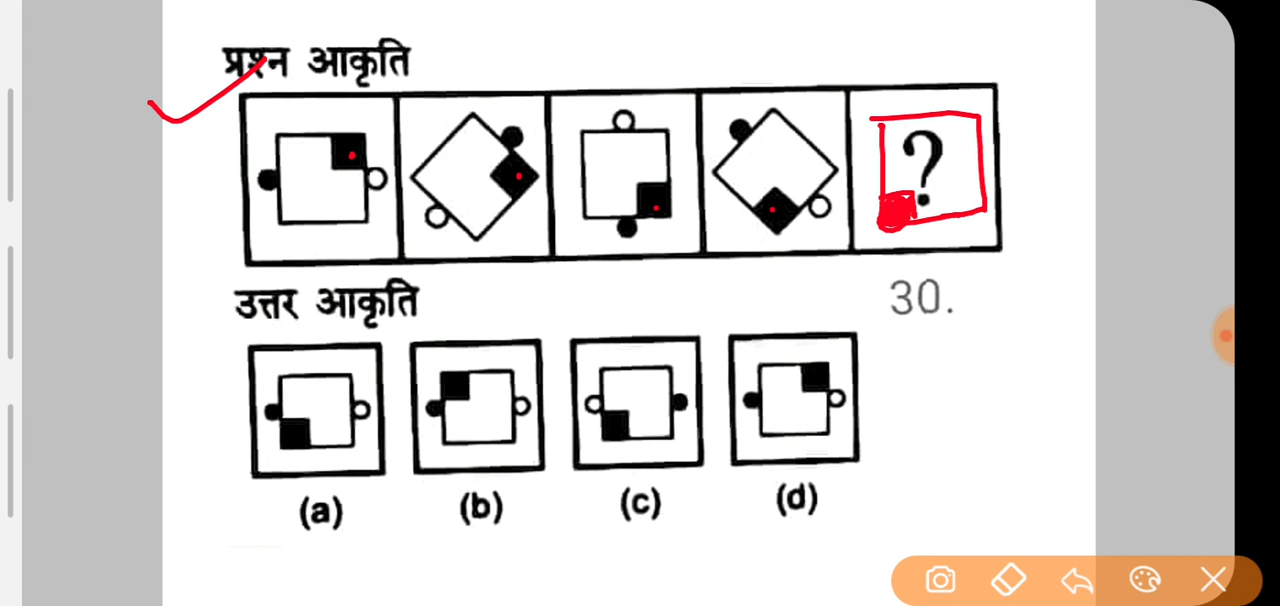 प्रश्न आकृति
?
उत्तर आकृति
30.
(a) (b) (c) (d)